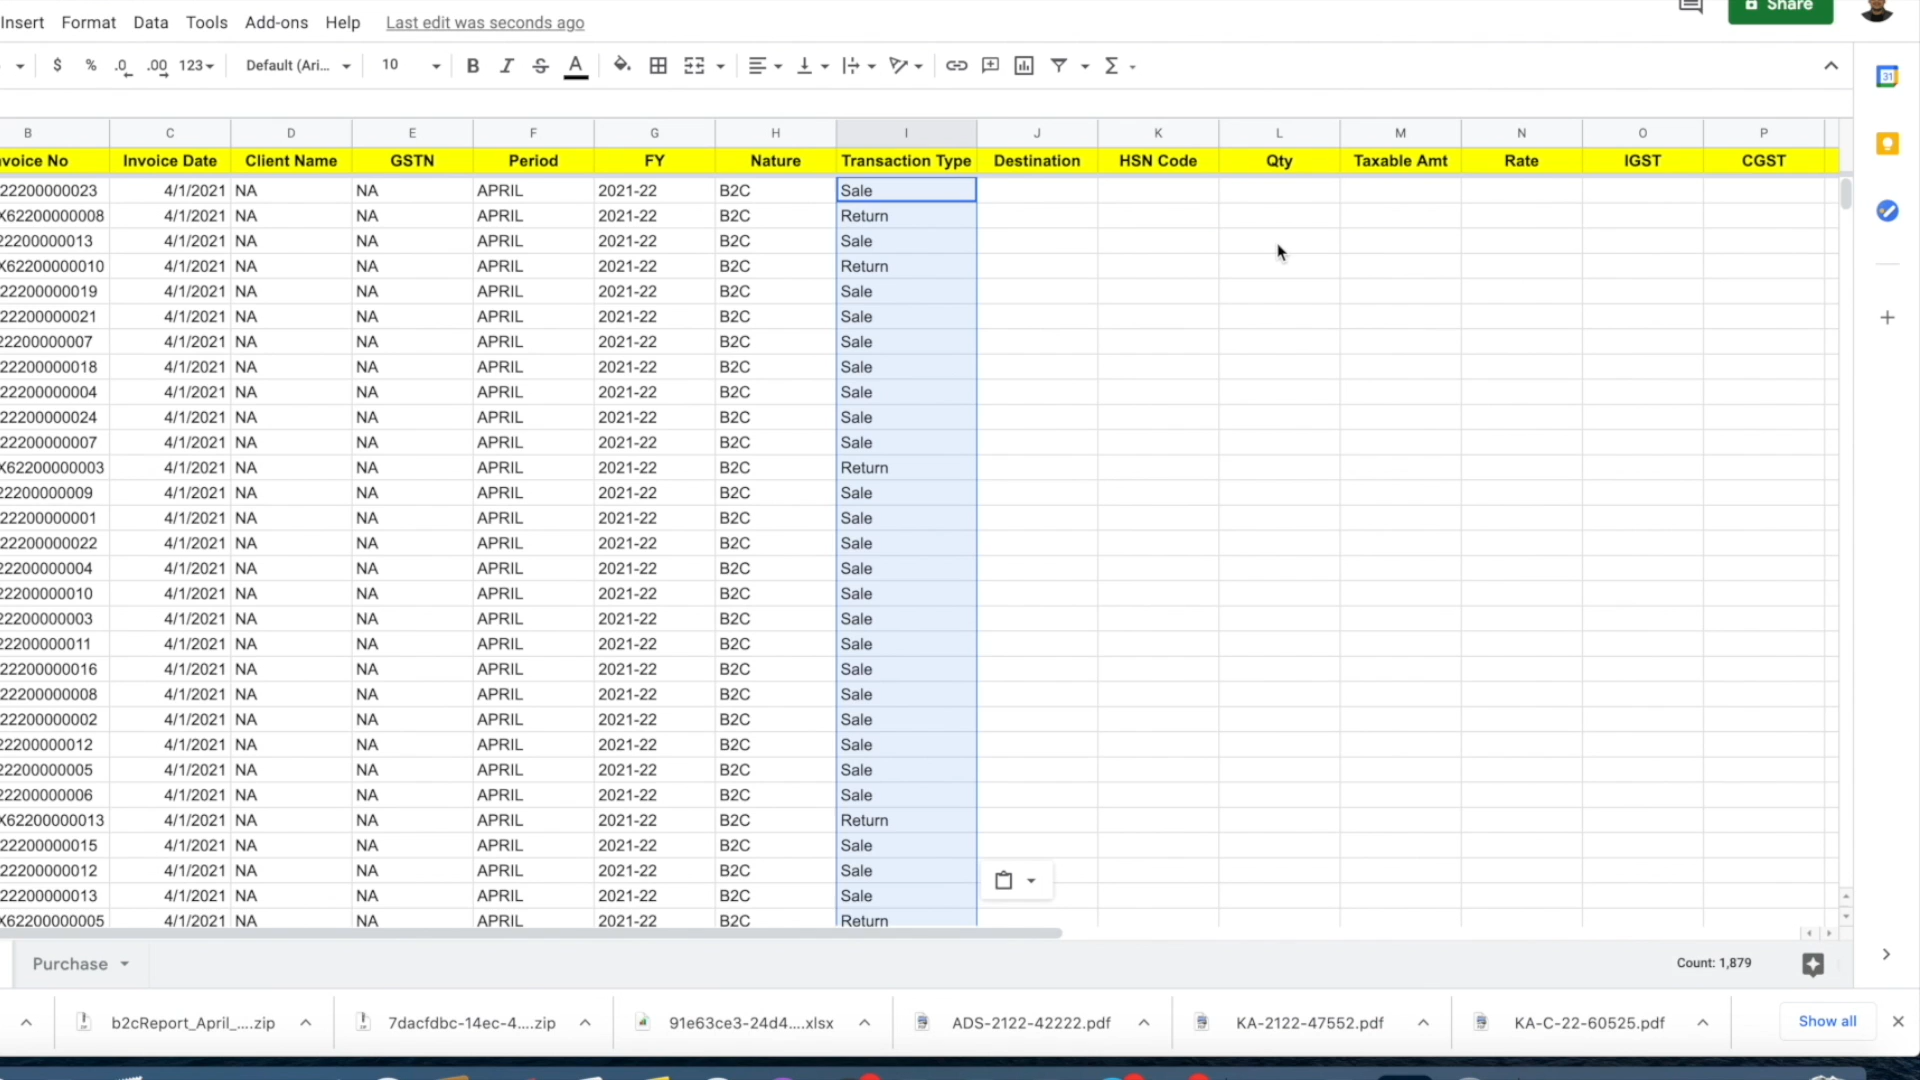 Insert Format Data Tools Add-ons Help Last edit was seconds ago Share
$ % .0 .00 123 Default (Ari... 10 B I S A Σ 31
B C D E F G H I J K L M N O P
nvoice No Invoice Date Client Name GSTN Period FY Nature Transaction Type Destination HSN Code Qty Taxable Amt Rate IGST CGST
22200000023 4/1/2021 NA NA APRIL 2021-22 B2C Sale
X62200000008 4/1/2021 NA NA APRIL 2021-22 B2C Return
22200000013 4/1/2021 NA NA APRIL 2021-22 B2C Sale
X62200000010 4/1/2021 NA NA APRIL 2021-22 B2C Return
22200000019 4/1/2021 NA NA APRIL 2021-22 B2C Sale
22200000021 4/1/2021 NA NA APRIL 2021-22 B2C Sale
22200000007 4/1/2021 NA NA APRIL 2021-22 B2C Sale
22200000018 4/1/2021 NA NA APRIL 2021-22 B2C Sale
22200000004 4/1/2021 NA NA APRIL 2021-22 B2C Sale
22200000024 4/1/2021 NA NA APRIL 2021-22 B2C Sale
22200000007 4/1/2021 NA NA APRIL 2021-22 B2C Sale
X62200000003 4/1/2021 NA NA APRIL 2021-22 B2C Return
22200000009 4/1/2021 NA NA APRIL 2021-22 B2C Sale
22200000001 4/1/2021 NA NA APRIL 2021-22 B2C Sale
22200000022 4/1/2021 NA NA APRIL 2021-22 B2C Sale
22200000004 4/1/2021 NA NA APRIL 2021-22 B2C Sale
22200000010 4/1/2021 NA NA APRIL 2021-22 B2C Sale
22200000003 4/1/2021 NA NA APRIL 2021-22 B2C Sale
22200000011 4/1/2021 NA NA APRIL 2021-22 B2C Sale
22200000016 4/1/2021 NA NA APRIL 2021-22 B2C Sale
22200000008 4/1/2021 NA NA APRIL 2021-22 B2C Sale
22200000002 4/1/2021 NA NA APRIL 2021-22 B2C Sale
22200000012 4/1/2021 NA NA APRIL 2021-22 B2C Sale
22200000005 4/1/2021 NA NA APRIL 2021-22 B2C Sale
22200000006 4/1/2021 NA NA APRIL 2021-22 B2C Sale
X62200000013 4/1/2021 NA NA APRIL 2021-22 B2C Return
22200000015 4/1/2021 NA NA APRIL 2021-22 B2C Sale
22200000012 4/1/2021 NA NA APRIL 2021-22 B2C Sale
22200000013 4/1/2021 NA NA APRIL 2021-22 B2C Sale
X62200000005 4/1/2021 NA NA APRIL 2021-22 B2C Return
Purchase Count: 1,879
b2cReport_April_....zip 7dacfdbc-14ec-4....zip 91e63ce3-24d4....xlsx ADS-2122-42222.pdf KA-2122-47552.pdf KA-C-22-60525.pdf Show all